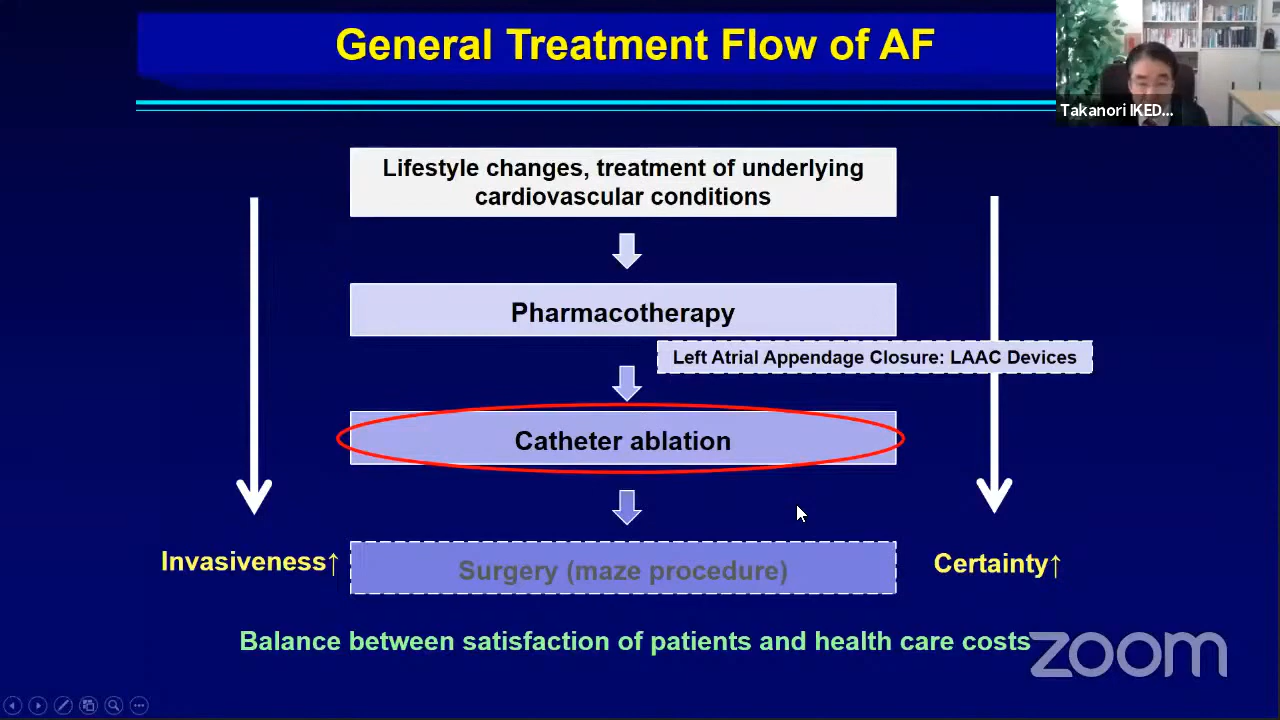 General Treatment Flow of AF
Takanori IKED...
Lifestyle changes, treatment of underlying
cardiovascular conditions
Pharmacotherapy
Left Atrial Appendage Closure: LAAC Devices
Catheter ablation
Invasiveness↑
Surgery (maze procedure)
Certainty↑
Balance between satisfaction of patients and health care costs
zoom